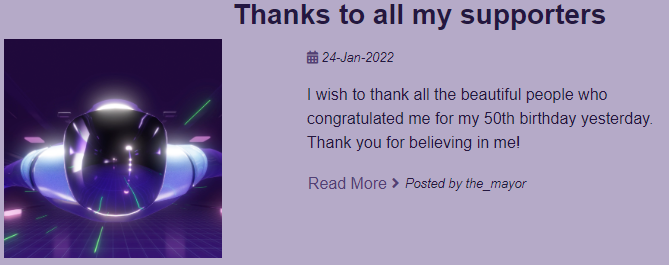 Thanks to all my supporters
24-Jan-2022
I wish to thank all the beautiful people who
congratulated me for my 50th birthday yesterday.
Thank you for believing in me!
Read More Posted by the_mayor